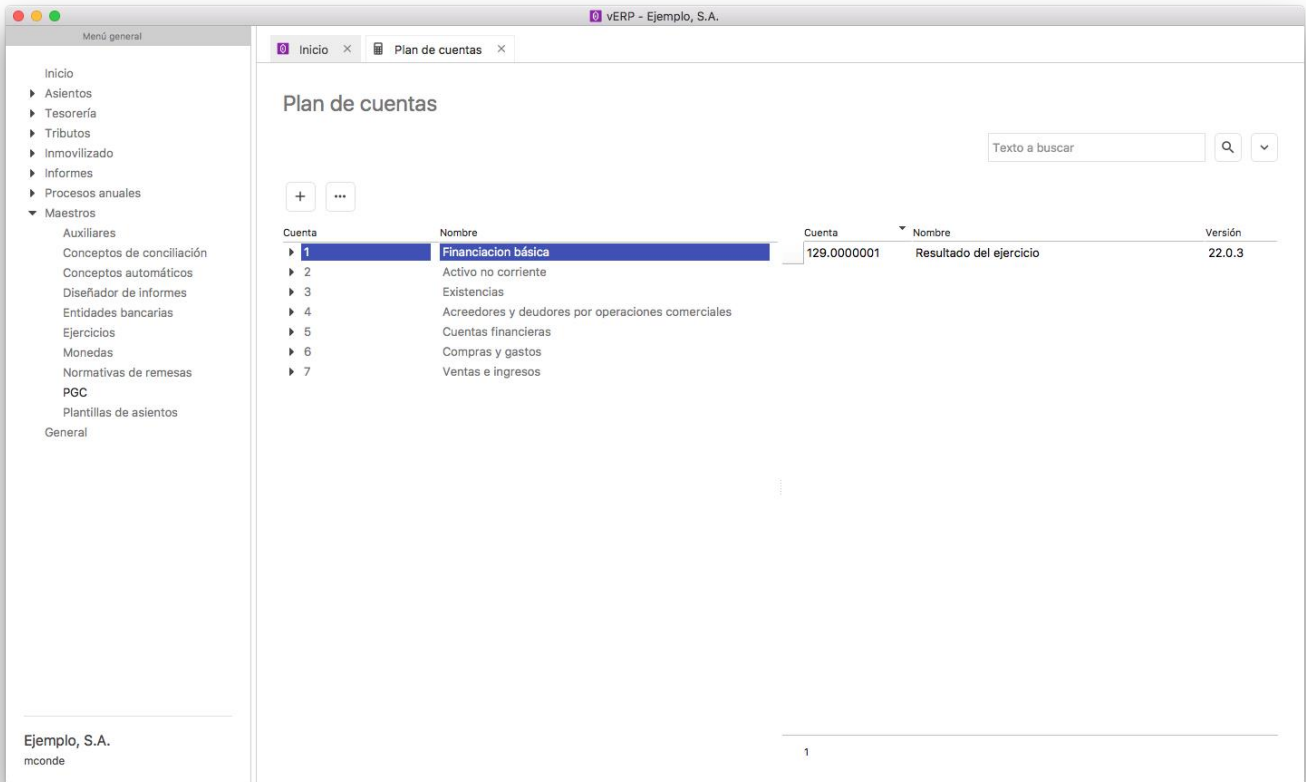 vERP - Ejemplo, S.A.
Menú general
Inicio
Asientos
Tesorería
Tributos
Inmovilizado
Informes
Procesos anuales
Maestros
Auxiliares
Conceptos de conciliación
Conceptos automáticos
Diseñador de informes
Entidades bancarias
Ejercicios
Monedas
Normativas de remesas
PGC
Plantillas de asientos
General
Ejemplo, S.A.
mconde
Inicio × Plan de cuentas ×
Plan de cuentas
Texto a buscar
+ ...
Cuenta Nombre
1 Financiacion básica
2 Activo no corriente
3 Existencias
4 Acreedores y deudores por operaciones comerciales
5 Cuentas financieras
6 Compras y gastos
7 Ventas e ingresos
Cuenta Nombre Versión
129.0000001 Resultado del ejercicio 22.0.3
1